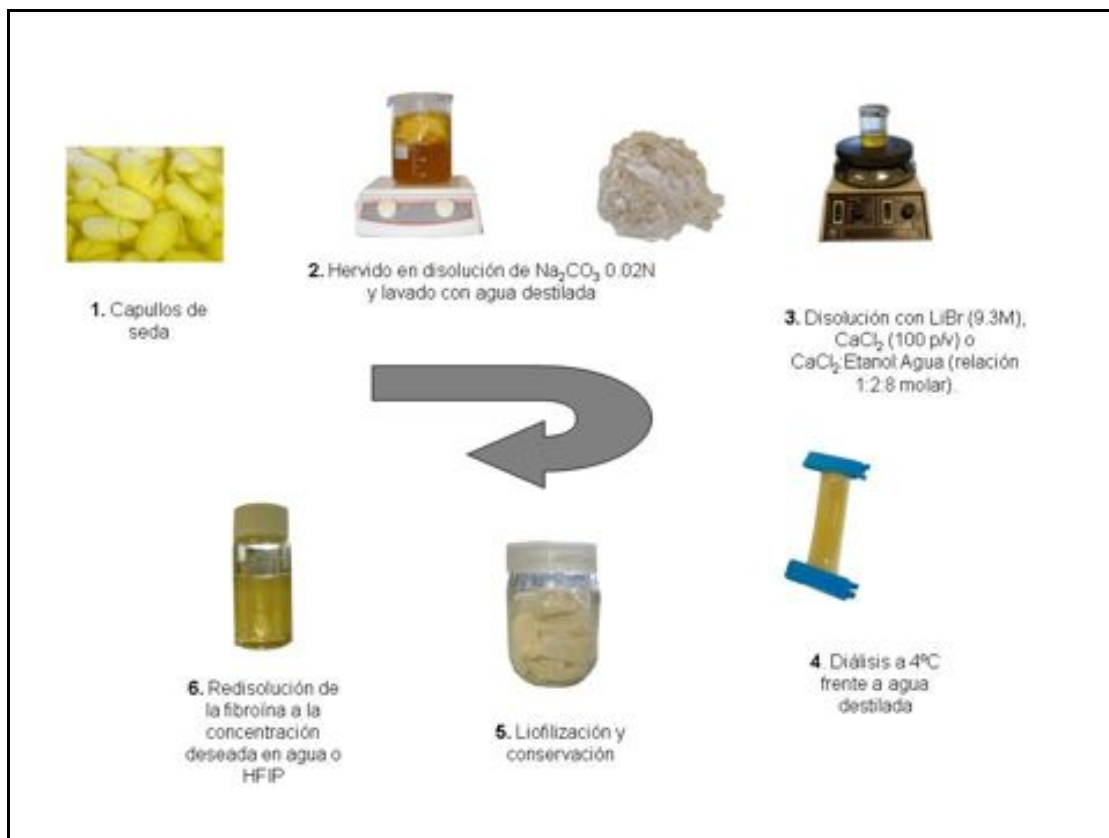 1. Capullos de
seda
2. Hervido en disolución de Na₂CO₃ 0.02N
y lavado con agua destilada
3. Disolución con LiBr (9.3M),
CaCl₂ (100 p/v) o
CaCl₂:Etanol:Agua (relación
1:2:8 molar).
4. Diálisis a 4ºC
frente a agua
destilada
5. Liofilización y
conservación
6. Redisolución de
la fibroína a la
concentración
deseada en agua o
HFIP